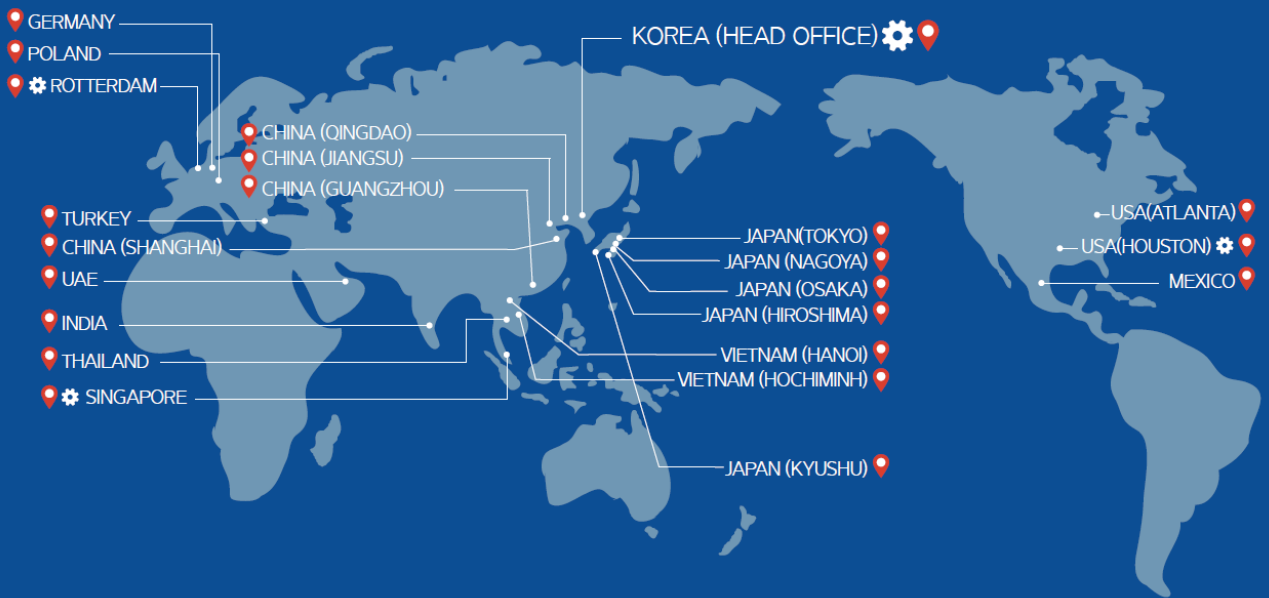 GERMANY
POLAND
ROTTERDAM
KOREA (HEAD OFFICE)
CHINA (QINGDAO)
CHINA (JIANGSU)
CHINA (GUANGZHOU)
TURKEY
CHINA (SHANGHAI)
UAE
INDIA
THAILAND
SINGAPORE
JAPAN(TOKYO)
JAPAN (NAGOYA)
JAPAN (OSAKA)
JAPAN (HIROSHIMA)
VIETNAM (HANOI)
VIETNAM (HOCHIMINH)
JAPAN (KYUSHU)
USA(ATLANTA)
USA(HOUSTON)
MEXICO